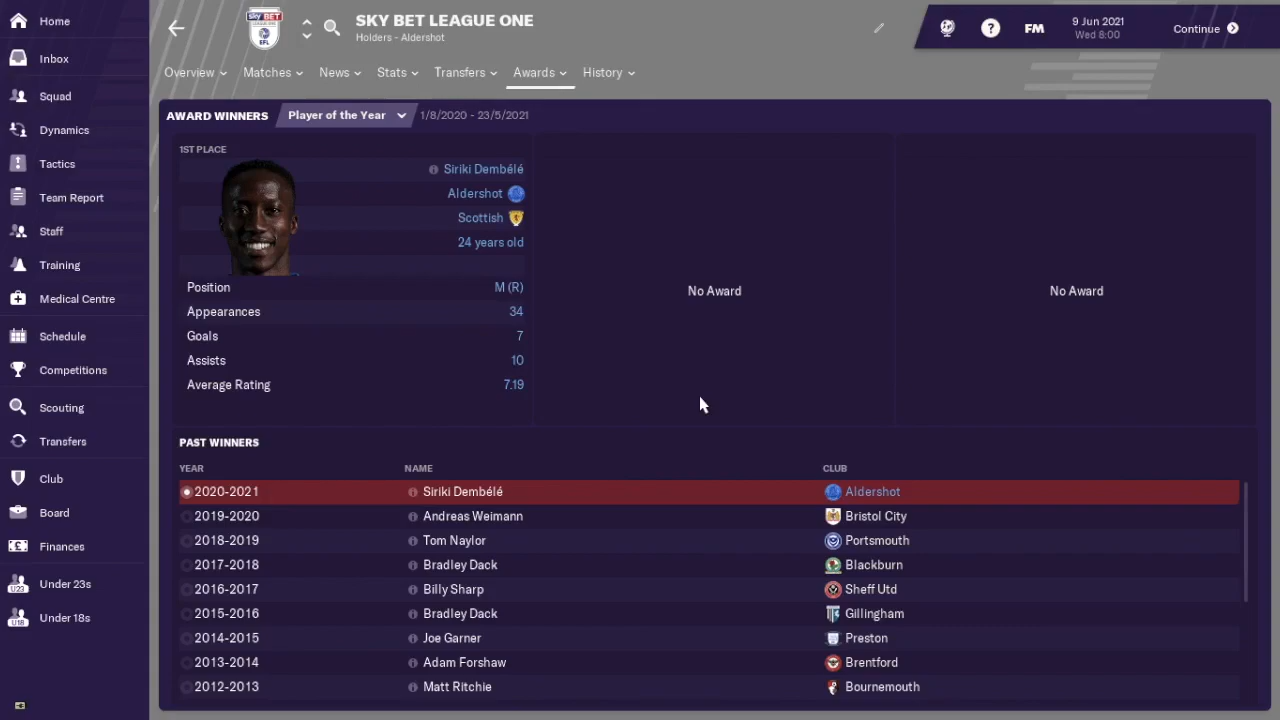 Home
SKY BET LEAGUE ONE
Holders - Aldershot
9 Jun 2021
Wed 8:00
FM
Continue
sky BET
EFL
Inbox
Squad
Dynamics
Tactics
Team Report
Staff
Training
Medical Centre
Schedule
Competitions
Scouting
Transfers
Club
Board
Finances
U23 Under 23s
U18 Under 18s
Overview Matches News Stats Transfers Awards History
AWARD WINNERS Player of the Year 1/8/2020 - 23/5/2021
1ST PLACE
Siriki Dembélé
Aldershot
Scottish
24 years old
Position M (R)
Appearances 34
Goals 7
Assists 10
Average Rating 7.19
No Award
No Award
PAST WINNERS
YEAR NAME CLUB
2020-2021 Siriki Dembélé Aldershot
2019-2020 Andreas Weimann Bristol City
2018-2019 Tom Naylor Portsmouth
2017-2018 Bradley Dack Blackburn
2016-2017 Billy Sharp Sheff Utd
2015-2016 Bradley Dack Gillingham
2014-2015 Joe Garner Preston
2013-2014 Adam Forshaw Brentford
2012-2013 Matt Ritchie Bournemouth